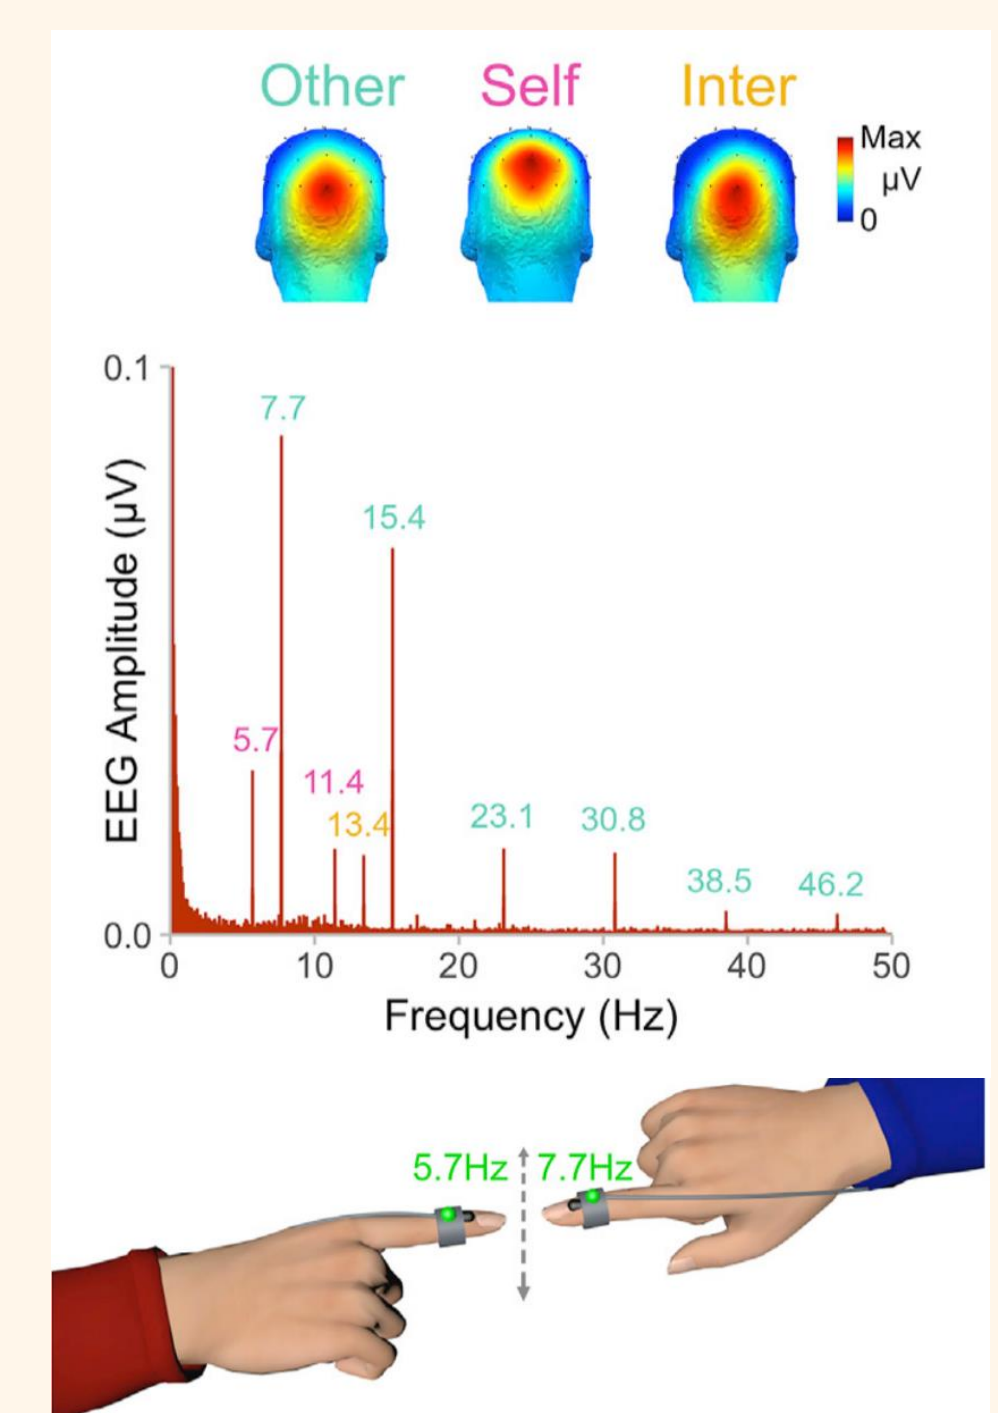 Other Self Inter
Max
µV
0
0.1
7.7
15.4
5.7
11.4
13.4
23.1
30.8
38.5
46.2
EEG Amplitude (µV)
0.0
0 10 20 30 40 50
Frequency (Hz)
5.7Hz 7.7Hz